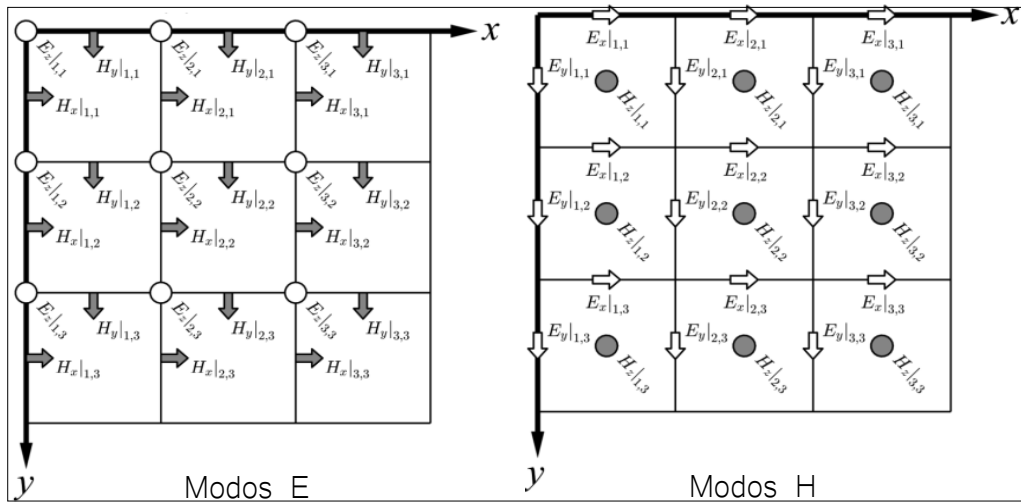 x
E_z|_{1,1} E_z|_{2,1} E_z|_{3,1}
H_y|_{1,1} H_y|_{2,1} H_y|_{3,1}
H_x|_{1,1} H_x|_{2,1} H_x|_{3,1}
E_z|_{1,2} E_z|_{2,2} E_z|_{3,2}
H_y|_{1,2} H_y|_{2,2} H_y|_{3,2}
H_x|_{1,2} H_x|_{2,2} H_x|_{3,2}
E_z|_{1,3} E_z|_{2,3} E_z|_{3,3}
H_y|_{1,3} H_y|_{2,3} H_y|_{3,3}
H_x|_{1,3} H_x|_{2,3} H_x|_{3,3}
y
Modos E
x
E_x|_{1,1} E_x|_{2,1} E_x|_{3,1}
E_y|_{1,1} E_y|_{2,1} E_y|_{3,1}
H_z|_{1,1} H_z|_{2,1} H_z|_{3,1}
E_x|_{1,2} E_x|_{2,2} E_x|_{3,2}
E_y|_{1,2} E_y|_{2,2} E_y|_{3,2}
H_z|_{1,2} H_z|_{2,2} H_z|_{3,2}
E_x|_{1,3} E_x|_{2,3} E_x|_{3,3}
E_y|_{1,3} E_y|_{2,3} E_y|_{3,3}
H_z|_{1,3} H_z|_{2,3} H_z|_{3,3}
y
Modos H